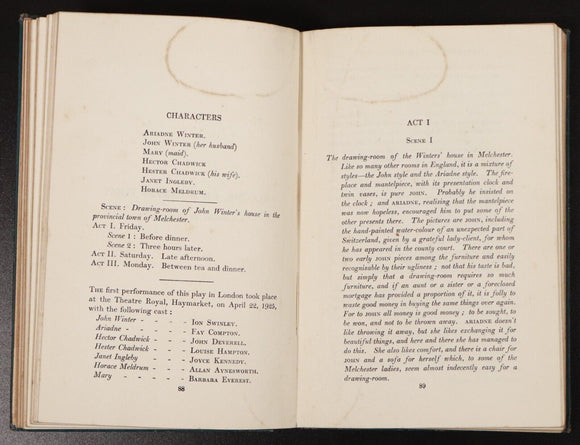 CHARACTERS
ARIADNE WINTER.
JOHN WINTER (her husband)
MARY (maid).
HECTOR CHADWICK
HESTER CHADWICK (his wife).
JANET INGLEBY.
HORACE MELDRUM.
SCENE: Drawing-room of John Winter's house in the
provincial town of Melchester.
ACT I. Friday.
Scene 1: Before dinner.
Scene 2: Three hours later.
ACT II. Saturday. Late afternoon.
ACT III. Monday. Between tea and dinner.
The first performance of this play in London took place
at the Theatre Royal, Haymarket, on April 22, 1925,
with the following cast:
John Winter - - - ION SWINLEY.
Ariadne - - - - FAY COMPTON.
Hector Chadwick - - - JOHN DEVERELL.
Hester Chadwick - - - LOUISE HAMPTON.
Janet Ingleby - - - JOYCE KENNEDY.
Horace Meldrum - - - ALLAN AYNESWORTH.
Mary - - - - BARBARA EVEREST.
88
ACT I
SCENE I
The drawing-room of the Winters' house in Melchester.
Like so many other rooms in England, it is a mixture of
styles—the John style and the Ariadne style. The fire-
place and mantelpiece, with its presentation clock and
twin vases, is pure JOHN. Probably he insisted on
the clock; and ARIADNE, realising that the mantelpiece
was now hopeless, encouraged him to put some of the
other presents there. The pictures are JOHN, including
the hand-painted water-colour of an unexpected part of
Switzerland, given by a grateful lady-client, for whom
he has appeared in the county court. There are one or
two early JOHN pieces among the furniture and easily
recognisable by their ugliness; not that his taste is bad,
but simply that a drawing-room requires so much
furniture, and if an aunt or a sister or a foreclosed
mortgage has provided a proportion of it, it is folly to
waste good money in buying the same things over again.
For to JOHN all money is good money; to be sought, to
be won, and not to be thrown away. ARIADNE doesn't
like throwing it away, but she likes exchanging it for
beautiful things, and here and there she has managed to
do this. She also likes comfort, and there is a chair for
JOHN and a sofa for herself which, to some of the
Melchester ladies, seem almost indecently easy for a
drawing-room.
89